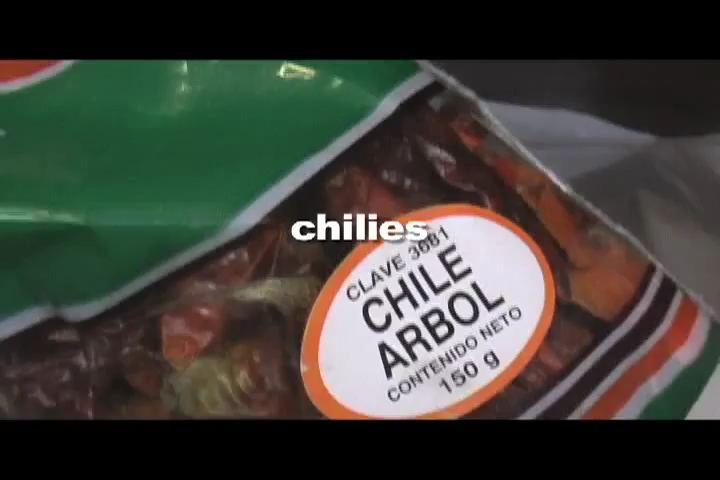 chilies
CLAVE 3681
CHILE
ARBOL
CONTENIDO NETO
150 g